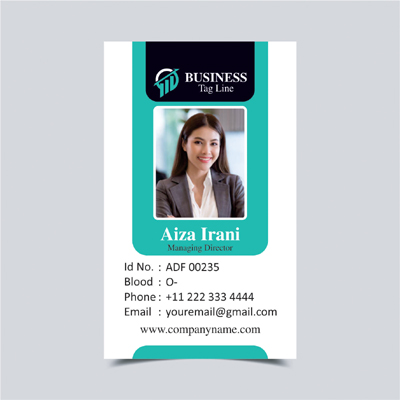 BUSINESS
Tag Line
Aiza Irani
Managing Director
Id No. : ADF 00235
Blood : O-
Phone : +11 222 333 4444
Email : youremail@gmail.com
www.companyname.com